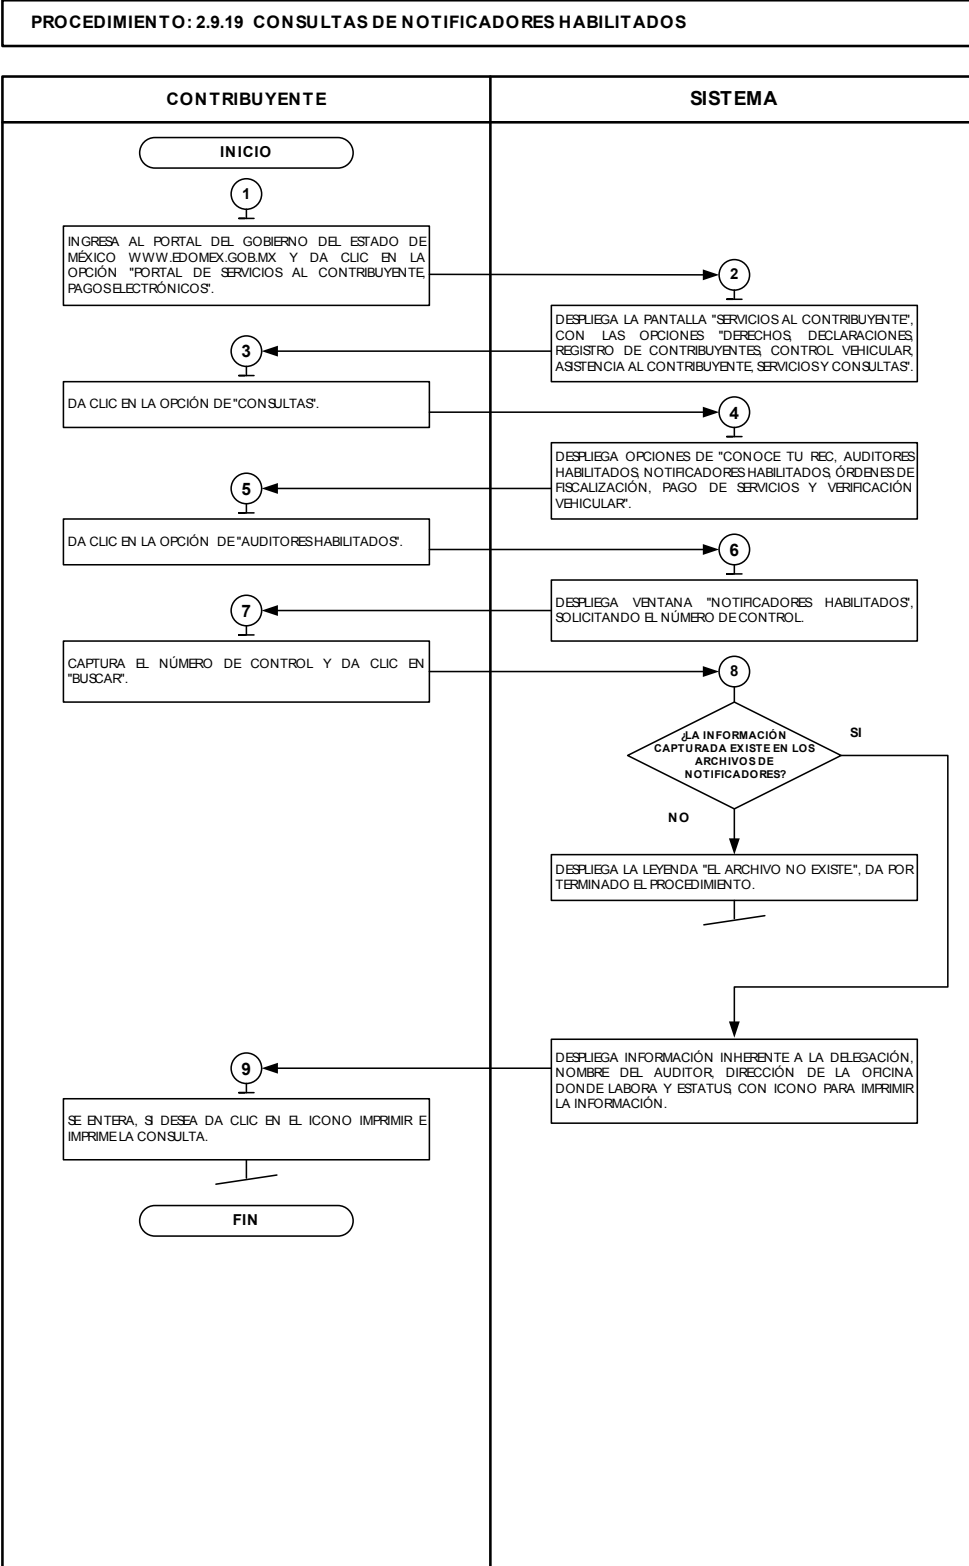 PROCEDIMIENTO: 2.9.19 CONSULTAS DE NOTIFICADORES HABILITADOS
CONTRIBUYENTE
SISTEMA
INICIO
1
INGRESA AL PORTAL DEL GOBIERNO DEL ESTADO DE
MÉXICO WWW.EDOMEX.GOB.MX Y DA CLIC EN LA
OPCIÓN "PORTAL DE SERVICIOS AL CONTRIBUYENTE,
PAGOS ELECTRÓNICOS".
2
DESPLIEGA LA PANTALLA "SERVICIOS AL CONTRIBUYENTE",
CON LAS OPCIONES "DERECHOS, DECLARACIONES,
REGISTRO DE CONTRIBUYENTES, CONTROL VEHICULAR,
ASISTENCIA AL CONTRIBUYENTE, SERVICIOS Y CONSULTAS".
3
DA CLIC EN LA OPCIÓN DE "CONSULTAS".
4
DESPLIEGA OPCIONES DE "CONOCE TU REC, AUDITORES
HABILITADOS, NOTIFICADORES HABILITADOS, ÓRDENES DE
FISCALIZACIÓN, PAGO DE SERVICIOS Y VERIFICACIÓN
VEHICULAR".
5
DA CLIC EN LA OPCIÓN DE "AUDITORES HABILITADOS".
6
DESPLIEGA VENTANA "NOTIFICADORES HABILITADOS",
SOLICITANDO EL NÚMERO DE CONTROL.
7
CAPTURA EL NÚMERO DE CONTROL Y DA CLIC EN
"BUSCAR".
8
¿LA INFORMACIÓN
CAPTURADA EXISTE EN LOS
ARCHIVOS DE
NOTIFICADORES?
SI
NO
DESPLIEGA LA LEYENDA "EL ARCHIVO NO EXISTE", DA POR
TERMINADO EL PROCEDIMIENTO.
DESPLIEGA INFORMACIÓN INHERENTE A LA DELEGACIÓN,
NOMBRE DEL AUDITOR, DIRECCIÓN DE LA OFICINA
DONDE LABORA Y ESTATUS, CON ICONO PARA IMPRIMIR
LA INFORMACIÓN.
9
SE ENTERA, SI DESEA DA CLIC EN EL ICONO IMPRIMIR E
IMPRIME LA CONSULTA.
FIN